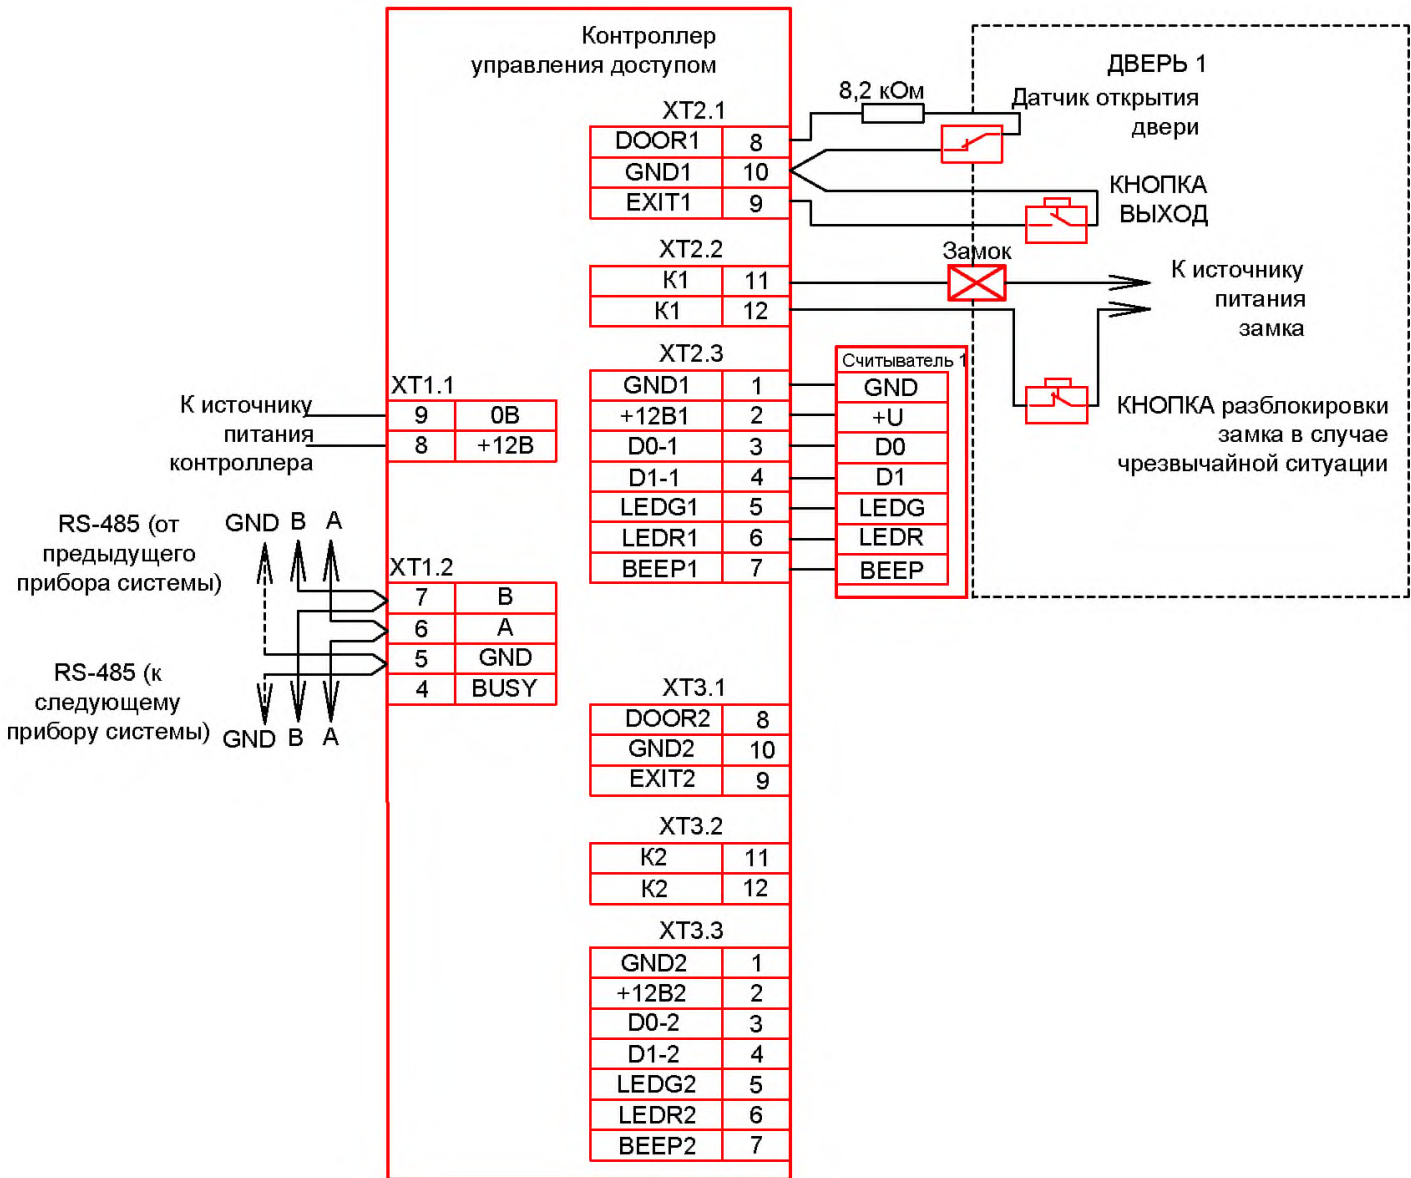 Контроллер
управления доступом
XT2.1
DOOR1 8
GND1 10
EXIT1 9
8,2 кОм
ДВЕРЬ 1
Датчик открытия
двери
КНОПКА
ВЫХОД
XT2.2
К1 11
К1 12
Замок
К источнику
питания
замка
XT2.3
GND1 1
+12В1 2
D0-1 3
D1-1 4
LEDG1 5
LEDR1 6
BEEP1 7
Считыватель 1
GND
+U
D0
D1
LEDG
LEDR
BEEP
КНОПКА разблокировки
замка в случае
чрезвычайной ситуации
XT1.1
9 0В
8 +12В
К источнику
питания
контроллера
RS-485 (от
предыдущего
прибора системы)
GND B A
XT1.2
7 B
6 A
5 GND
4 BUSY
RS-485 (к
следующему
прибору системы)
GND B A
XT3.1
DOOR2 8
GND2 10
EXIT2 9
XT3.2
К2 11
К2 12
XT3.3
GND2 1
+12В2 2
D0-2 3
D1-2 4
LEDG2 5
LEDR2 6
BEEP2 7